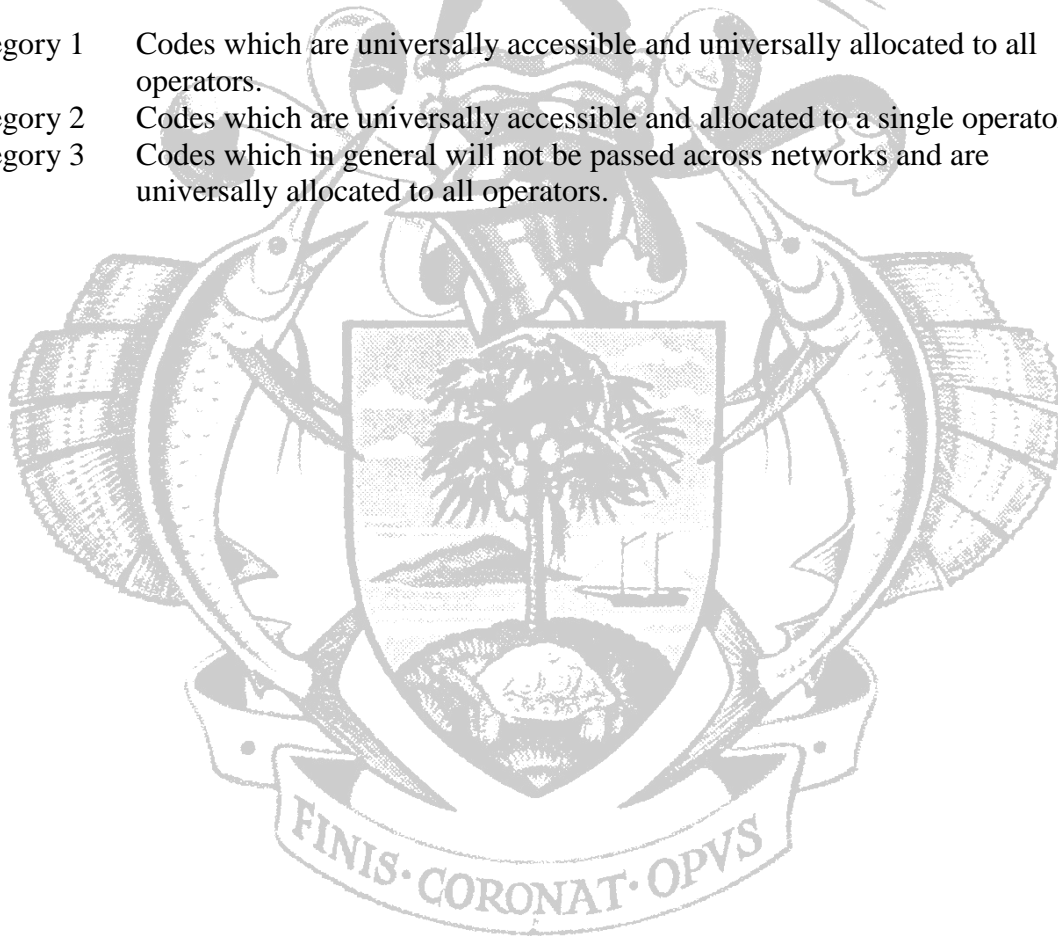 egory 1 Codes which are universally accessible and universally allocated to all
operators.
egory 2 Codes which are universally accessible and allocated to a single operato
egory 3 Codes which in general will not be passed across networks and are
universally allocated to all operators.
FINIS·CORONAT·OPVS